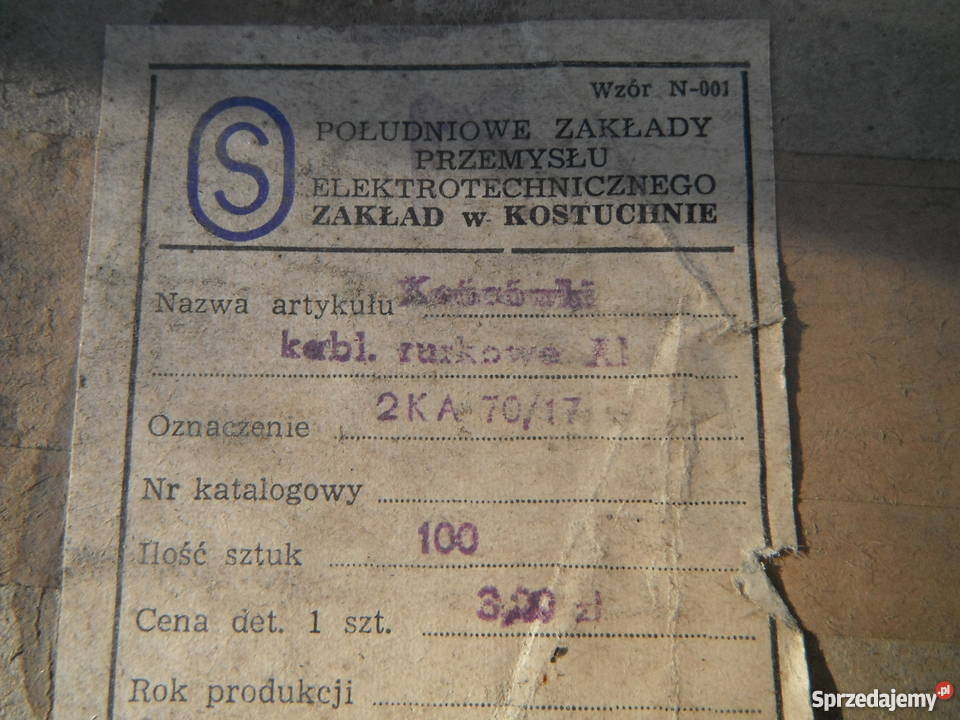 Wzór N-001
S
POŁUDNIOWE ZAKŁADY
PRZEMYSŁU
ELEKTROTECHNICZNEGO
ZAKŁAD w KOSTUCHNIE
Nazwa artykułu Końcówki
kabl. rurkowe Al
Oznaczenie 2KA 70/17
Nr katalogowy
Ilość sztuk 100
Cena det. 1 szt. 3,20 zł
Rok produkcji
Sprzedajemy.pl